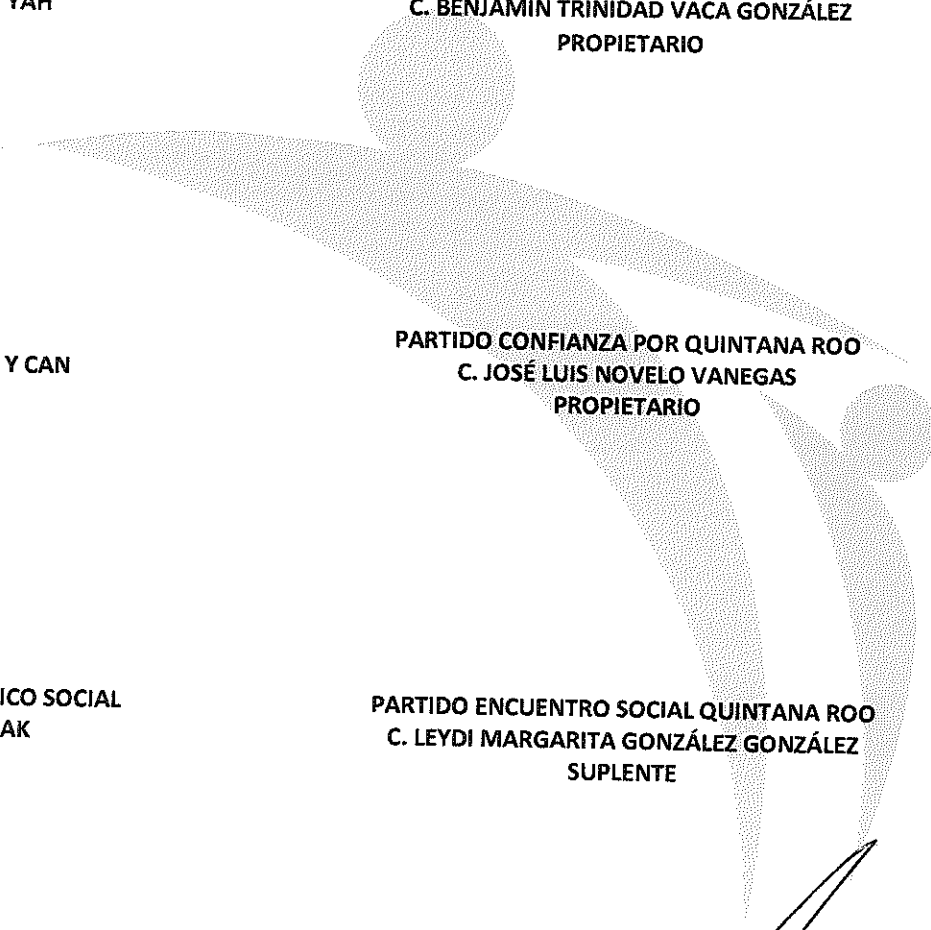 YAH
C. BENJAMÍN TRINIDAD VACA GONZÁLEZ
PROPIETARIO
Y CAN
PARTIDO CONFIANZA POR QUINTANA ROO
C. JOSÉ LUIS NOVELO VANEGAS
PROPIETARIO
ICO SOCIAL
AK
PARTIDO ENCUENTRO SOCIAL QUINTANA ROO
C. LEYDI MARGARITA GONZÁLEZ GONZÁLEZ
SUPLENTE